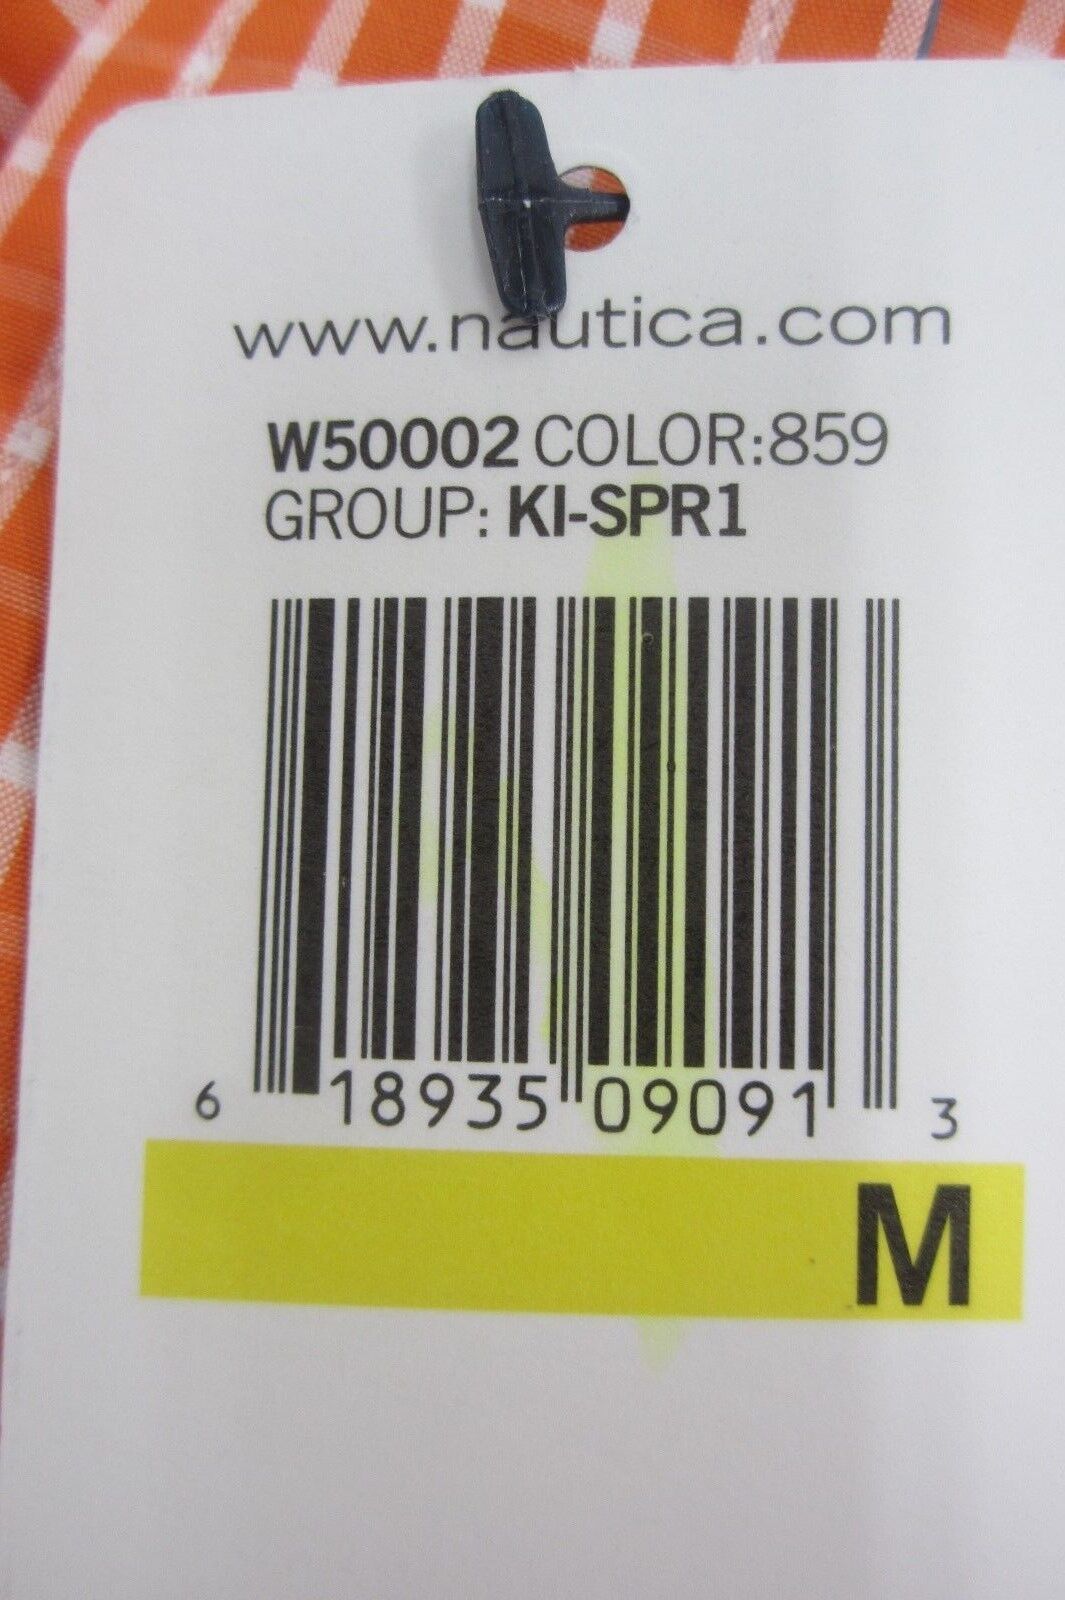 www.nautica.com
W50002 COLOR:859
GROUP: KI-SPR1
6 18935 09091 3
M